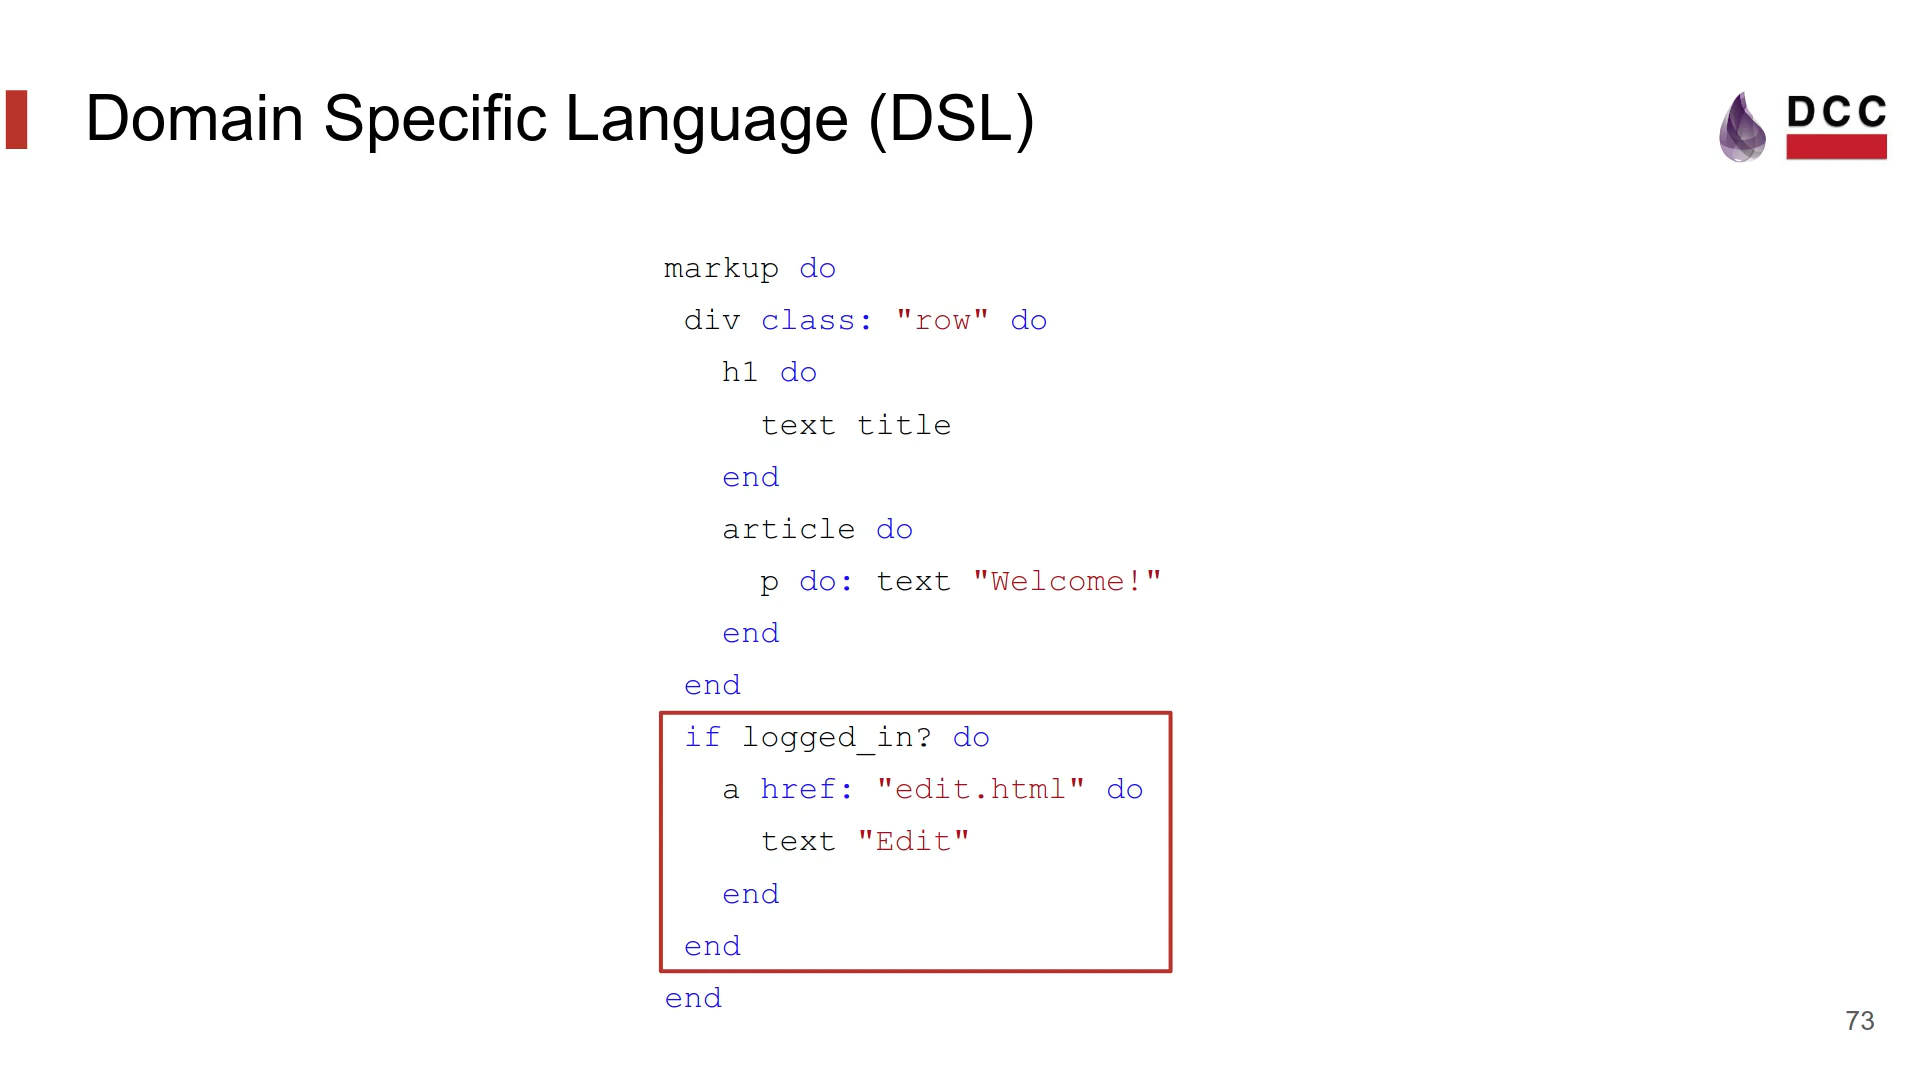 Domain Specific Language (DSL)
DCC
markup do
div class: "row" do
h1 do
text title
end
article do
p do: text "Welcome!"
end
end
if logged_in? do
a href: "edit.html" do
text "Edit"
end
end
end
73